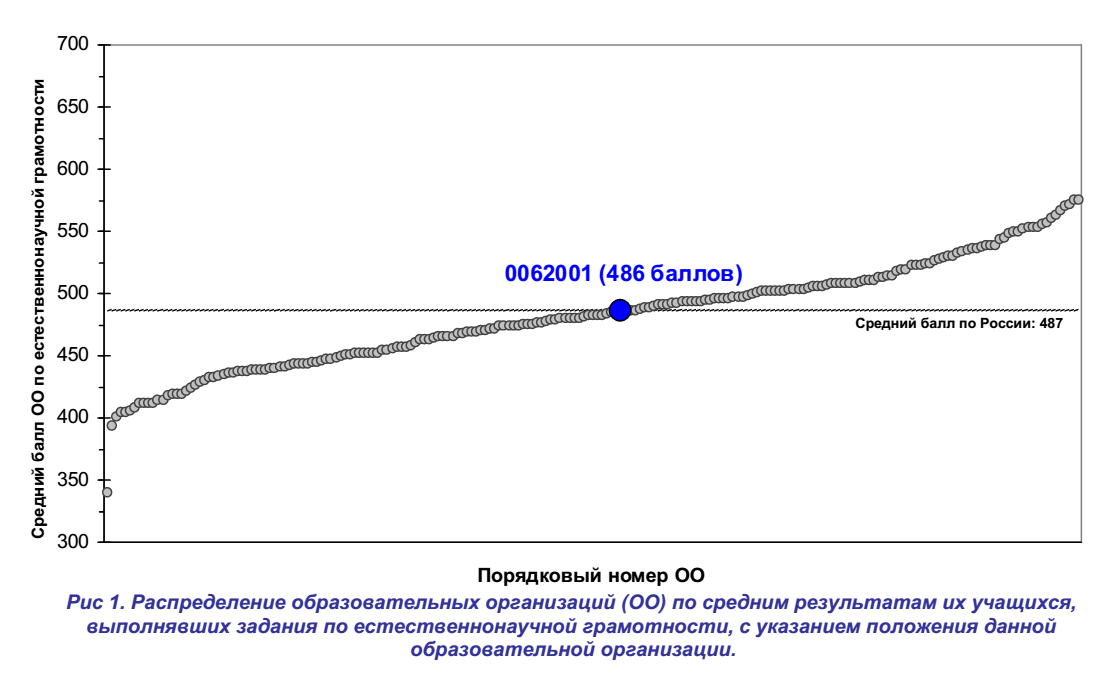 700
650
600
550
500
450
400
350
300
Средний балл ОО по естественнонаучной грамотности
0062001 (486 баллов)
Средний балл по России: 487
Порядковый номер ОО
Рис 1. Распределение образовательных организаций (ОО) по средним результатам их учащихся,
выполнявших задания по естественнонаучной грамотности, с указанием положения данной
образовательной организации.